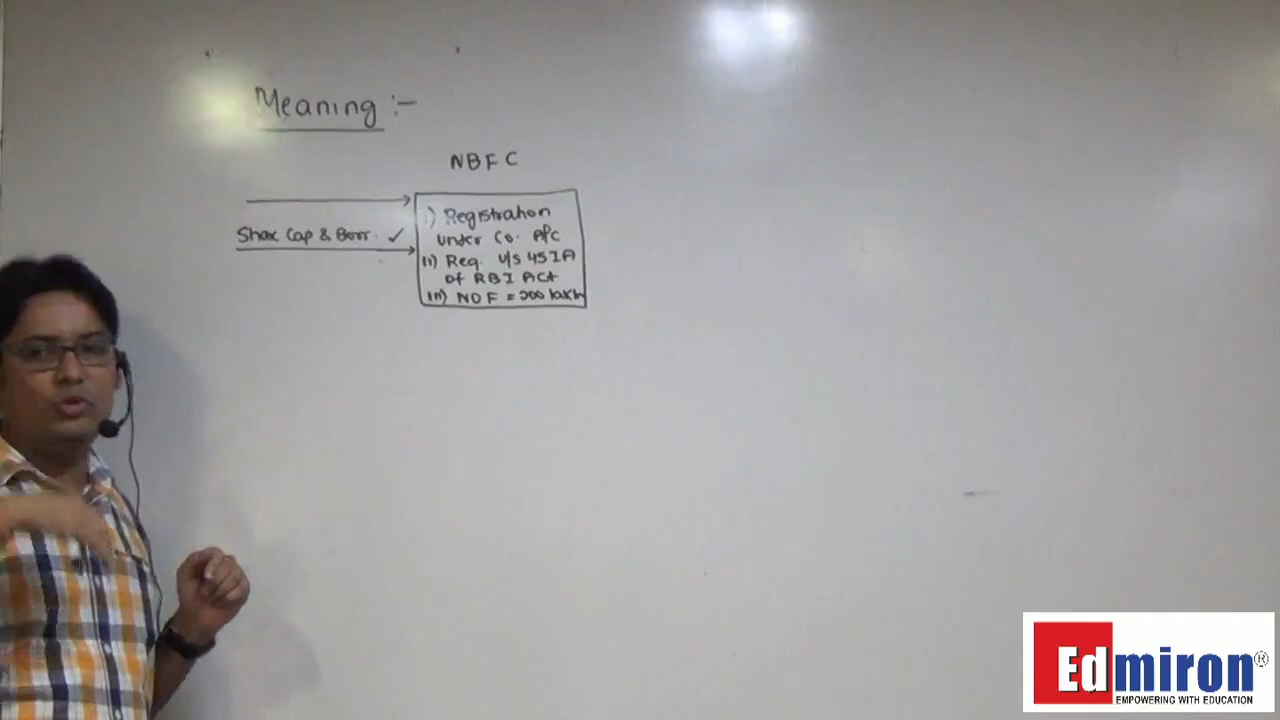 Meaning :-
NBFC
i) Registration
under Co. Act
Share Cap & Borr. ✓
ii) Reg. u/s 45IA
of RBI Act
iii) NOF = 200 lakh
Edmiron®
EMPOWERING WITH EDUCATION